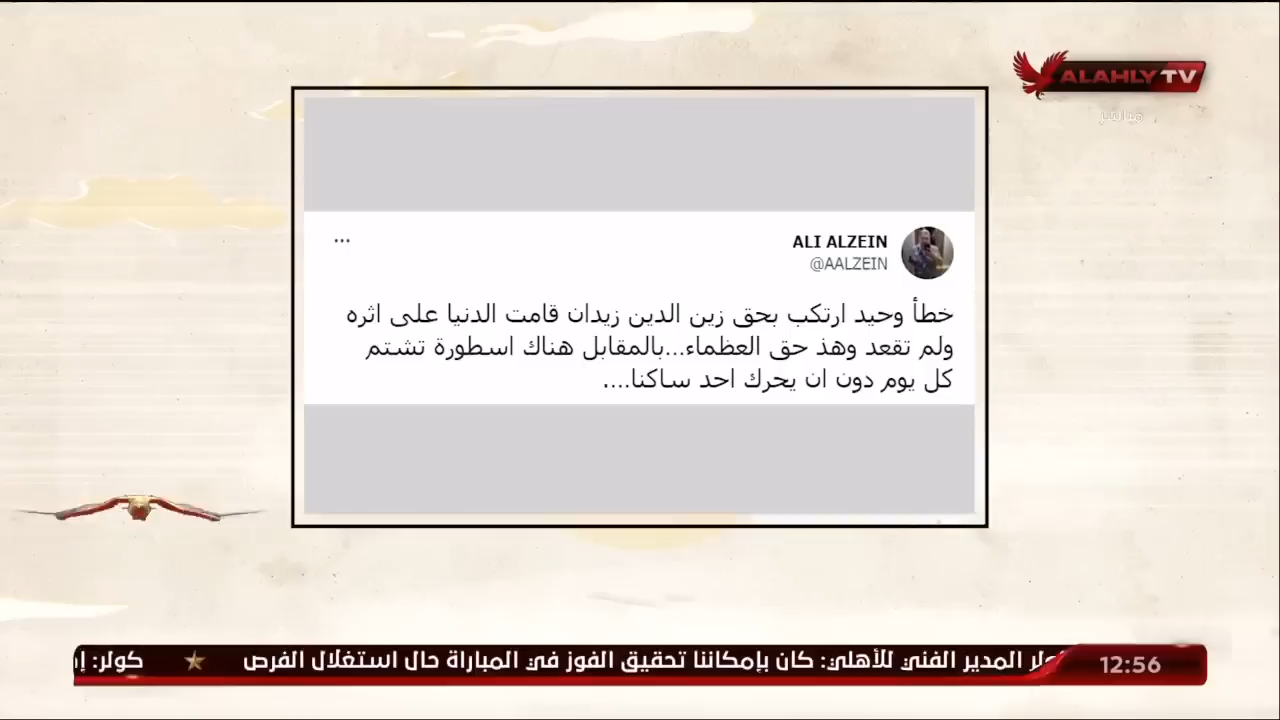 ALAHLY TV
مباشر
ALI ALZEIN
@AALZEIN
...
خطأ وحيد ارتكب بحق زين الدين زيدان قامت الدنيا على اثره
ولم تقعد وهذ حق العظماء...بالمقابل هناك اسطورة تشتم
كل يوم دون ان يحرك احد ساكنا....
المدير الفني للأهلي: كان بإمكاننا تحقيق الفوز في المباراة حال استغلال الفرص
كولر:
12:56